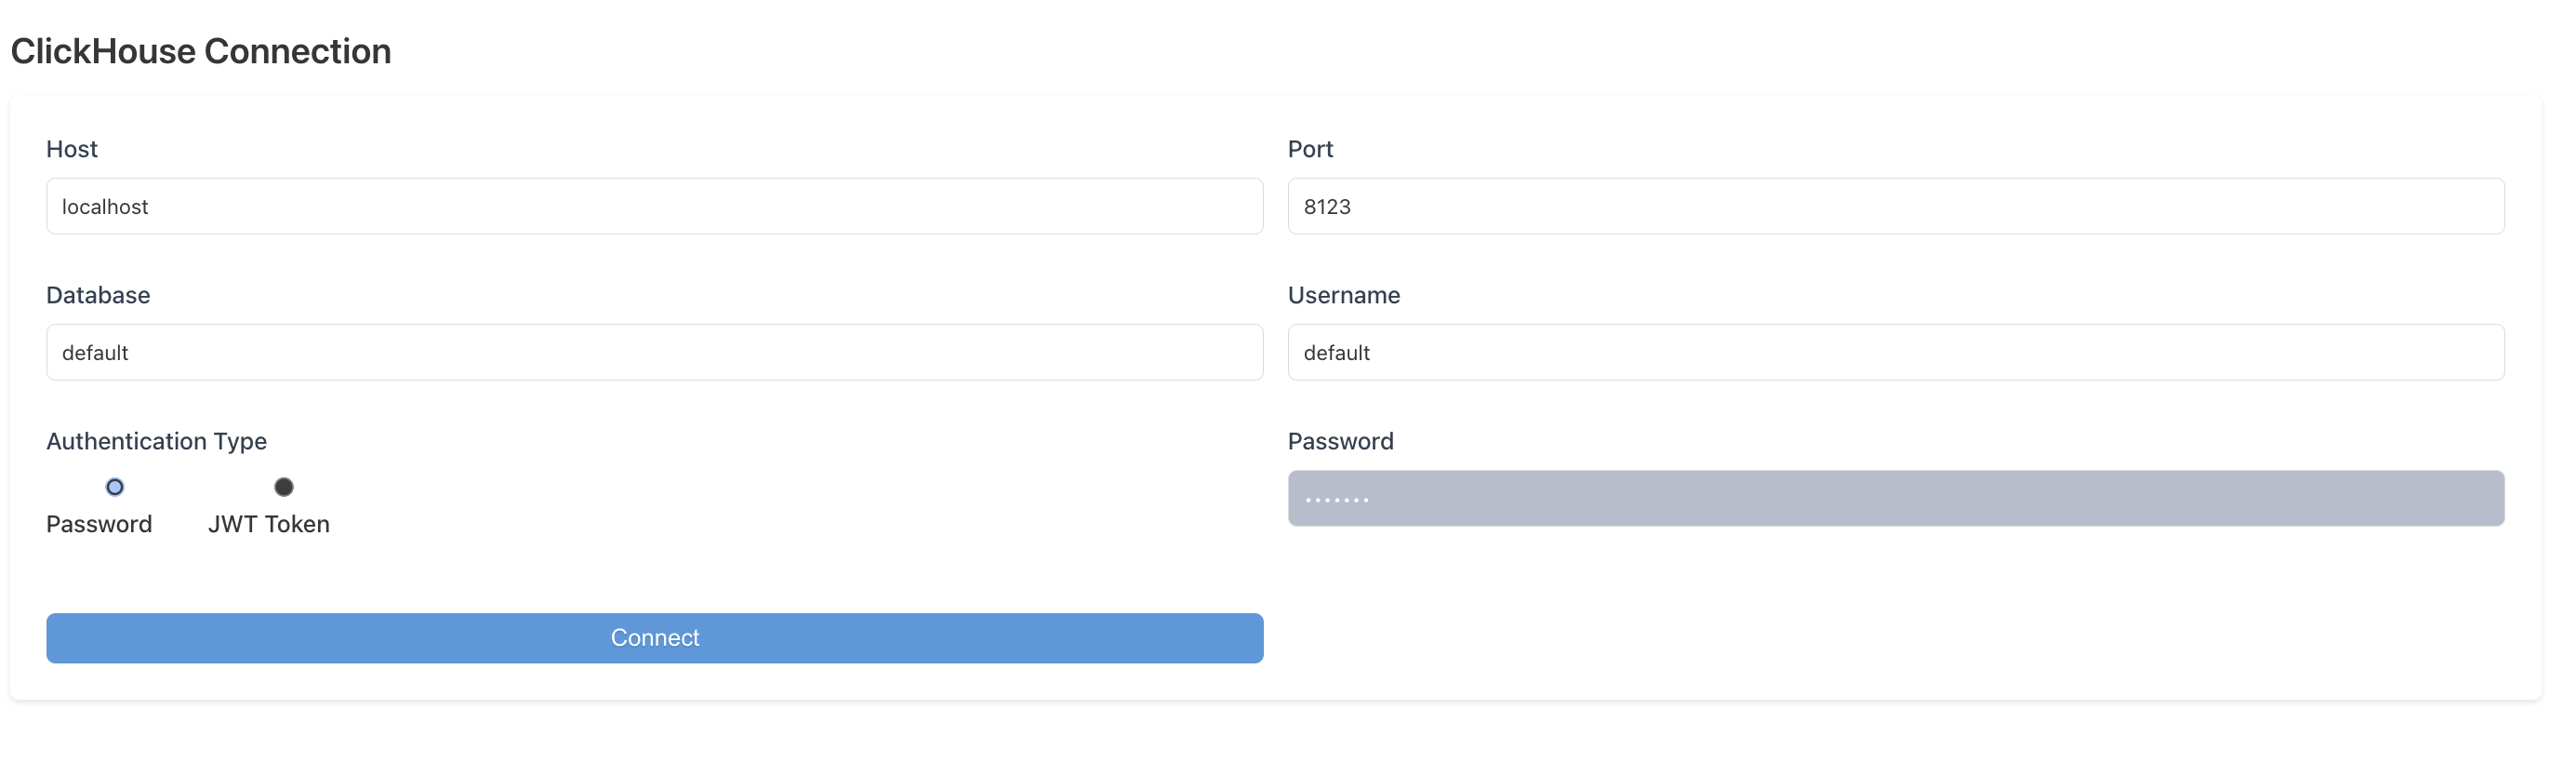 ClickHouse Connection
Host
localhost
Port
8123
Database
default
Username
default
Authentication Type
Password
JWT Token
Password
•••••••
Connect